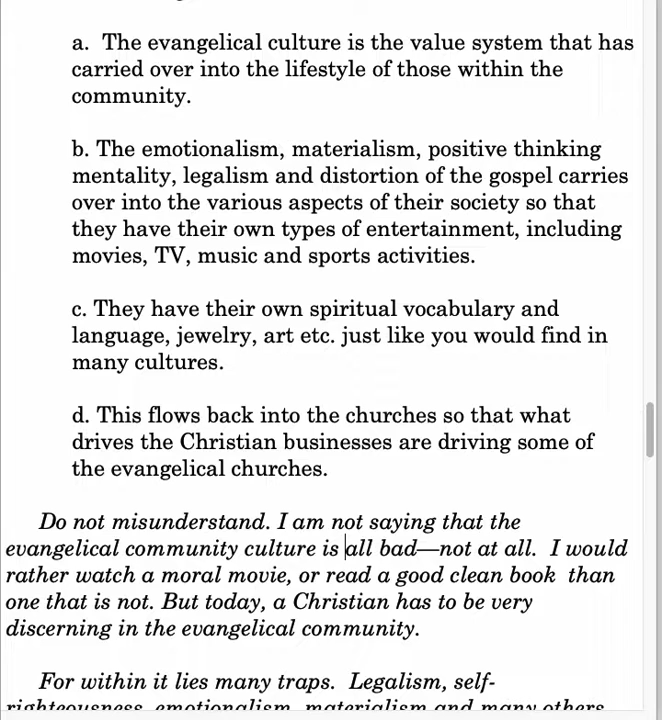 a. The evangelical culture is the value system that has
carried over into the lifestyle of those within the
community.
b. The emotionalism, materialism, positive thinking
mentality, legalism and distortion of the gospel carries
over into the various aspects of their society so that
they have their own types of entertainment, including
movies, TV, music and sports activities.
c. They have their own spiritual vocabulary and
language, jewelry, art etc. just like you would find in
many cultures.
d. This flows back into the churches so that what
drives the Christian businesses are driving some of
the evangelical churches.
Do not misunderstand. I am not saying that the
evangelical community culture is all bad—not at all. I would
rather watch a moral movie, or read a good clean book than
one that is not. But today, a Christian has to be very
discerning in the evangelical community.
For within it lies many traps. Legalism, self-
righteousness, emotionalism, materialism and many others